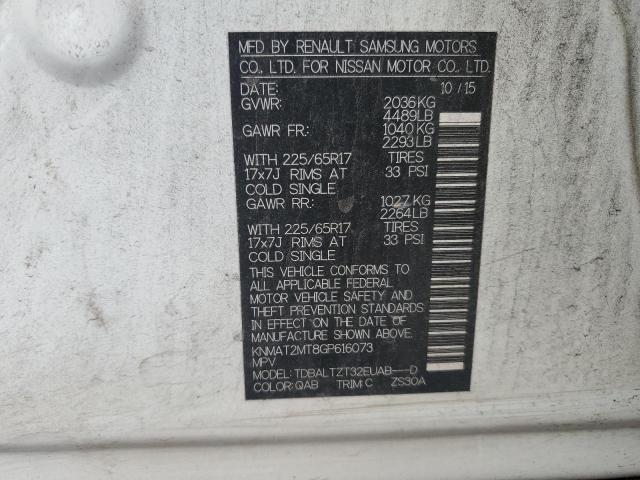 MFD BY RENAULT SAMSUNG MOTORS
CO., LTD. FOR NISSAN MOTOR CO., LTD.
DATE: 10 / 15
GVWR: 2036KG
4489LB
GAWR FR: 1040KG
2293LB
WITH 225/65R17 TIRES
17x7J RIMS AT 33 PSI
COLD SINGLE
GAWR RR: 1027 KG
2264LB
WITH 225/65R17 TIRES
17x7J RIMS AT 33 PSI
COLD SINGLE
THIS VEHICLE CONFORMS TO
ALL APPLICABLE FEDERAL
MOTOR VEHICLE SAFETY AND
THEFT PREVENTION STANDARDS
IN EFFECT ON THE DATE OF
MANUFACTURE SHOWN ABOVE.
KNMAT2MT8GP616073
MPV
MODEL: TDBALTZT32EUAB---D
COLOR: QAB TRIM: C ZS30A